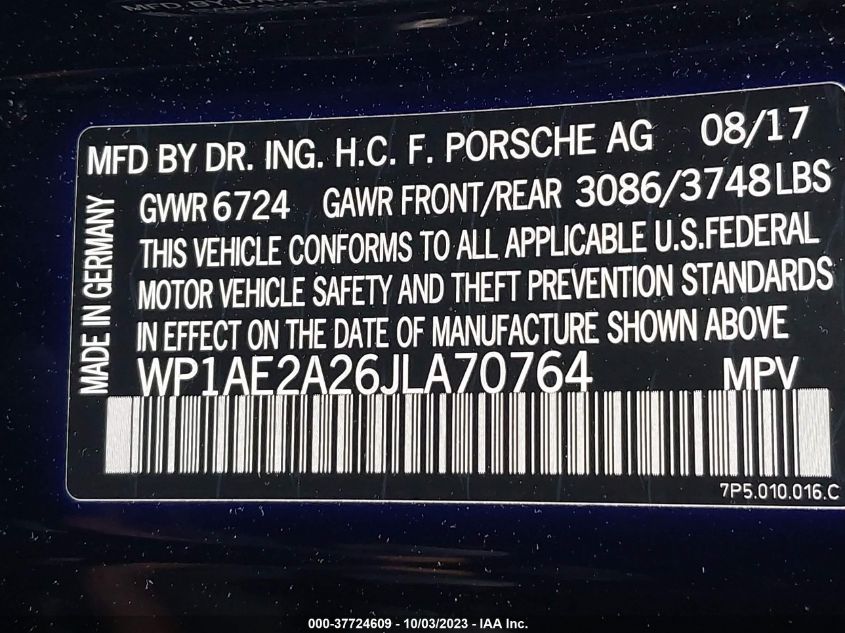 MFD BY DR. ING. H.C. F. PORSCHE AG 08/17
GVWR 6724 GAWR FRONT/REAR 3086/3748LBS
THIS VEHICLE CONFORMS TO ALL APPLICABLE U.S.FEDERAL
MOTOR VEHICLE SAFETY AND THEFT PREVENTION STANDARDS
IN EFFECT ON THE DATE OF MANUFACTURE SHOWN ABOVE
WP1AE2A26JLA70764 MPV
MADE IN GERMANY
7P5.010.016.C
000-37724609 - 10/03/2023 - IAA Inc.